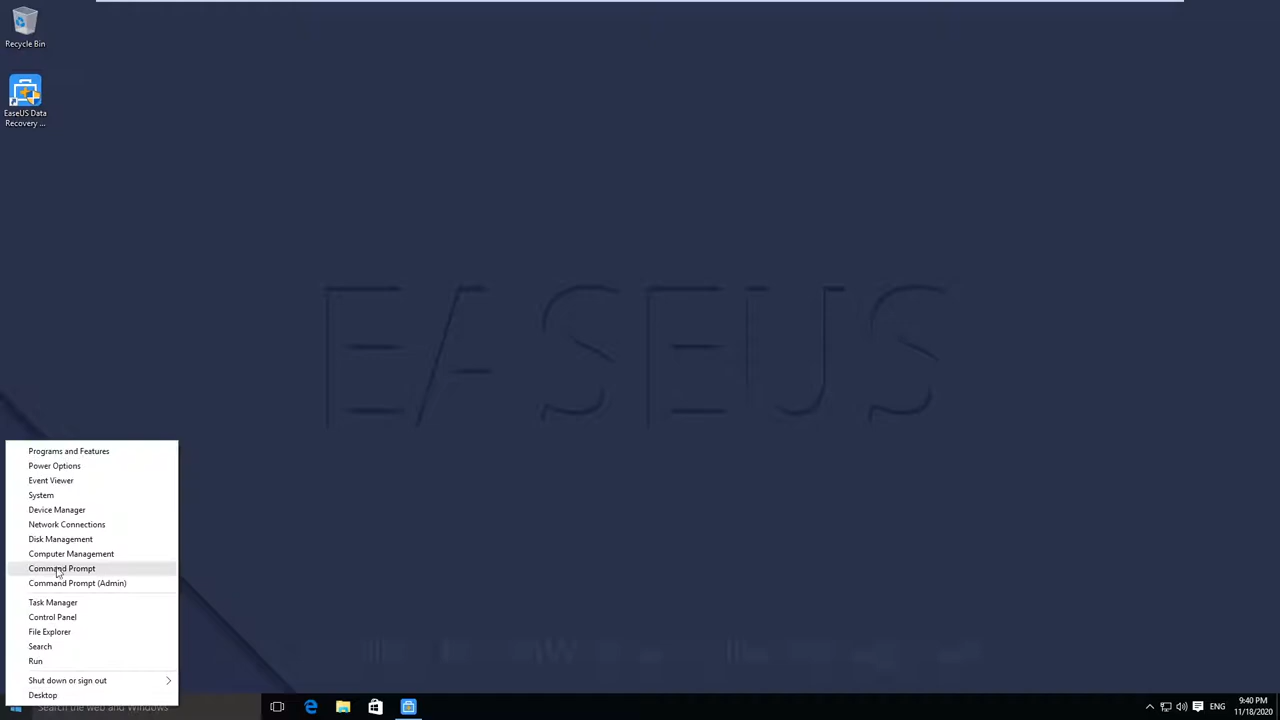 Recycle Bin
EaseUS Data
Recovery ...
EASEUS
Programs and Features
Power Options
Event Viewer
System
Device Manager
Network Connections
Disk Management
Computer Management
Command Prompt
Command Prompt (Admin)
Task Manager
Control Panel
File Explorer
Search
Run
Shut down or sign out
Desktop
Search the web and Windows
ENG
9:40 PM
11/18/2020